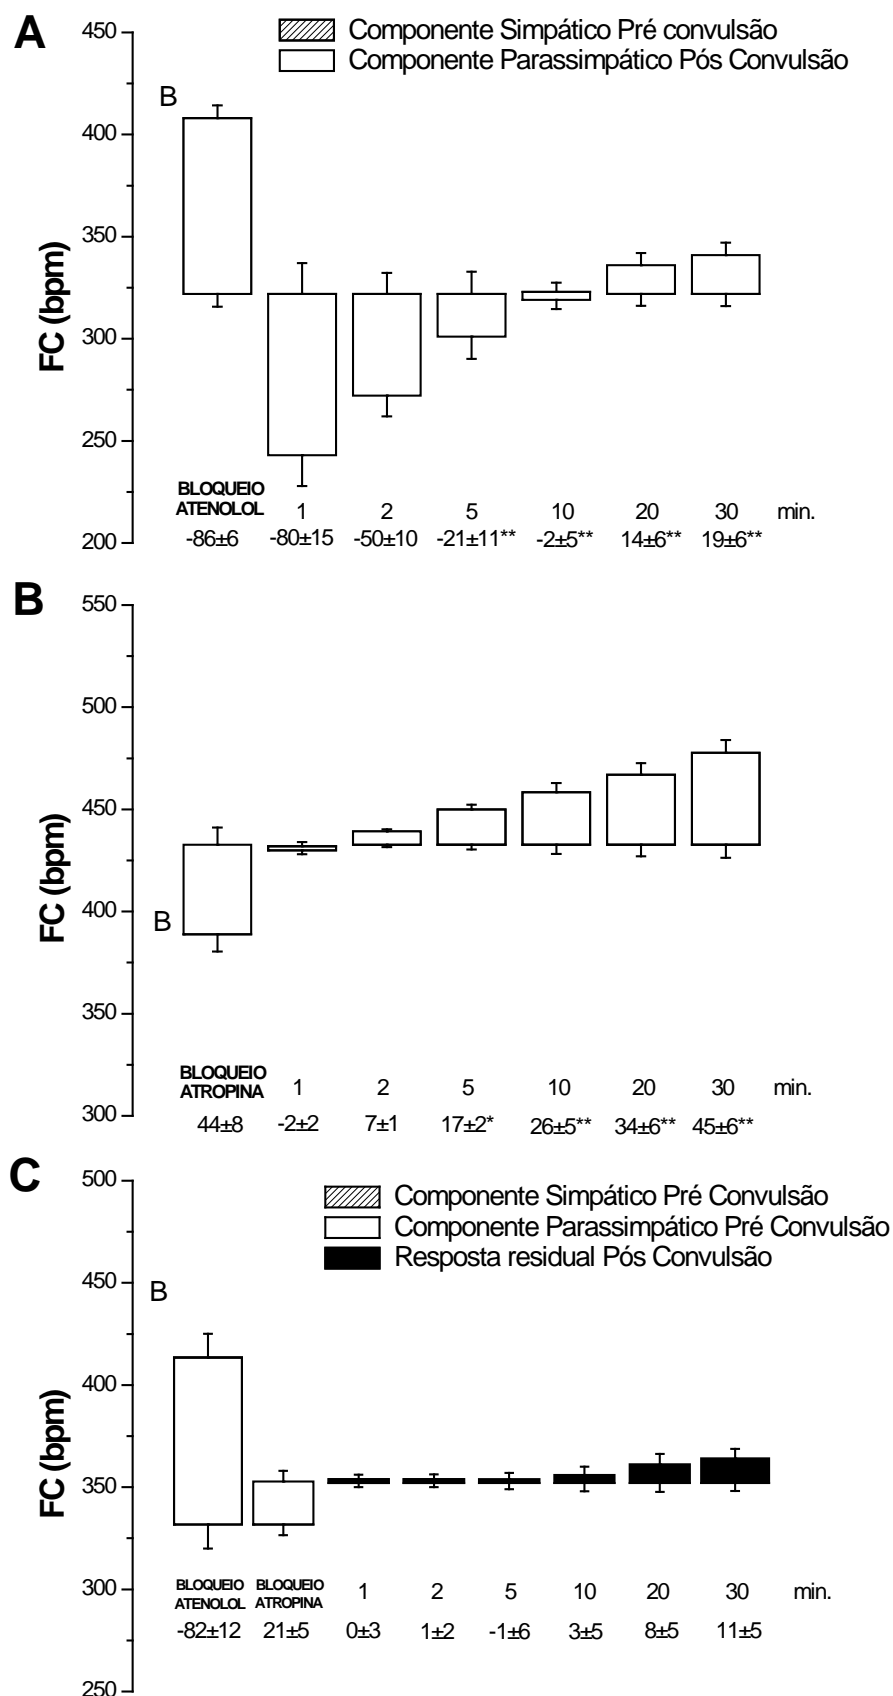 A
450
Componente Simpático Pré convulsão
Componente Parassimpático Pós Convulsão
B
400
350
FC (bpm)
300
250
BLOQUEIO
ATENOLOL 1 2 5 10 20 30 min.
200
-86±6 -80±15 -50±10 -21±11** -2±5** 14±6** 19±6**
B
550
500
450
FC (bpm)
400
B
350
BLOQUEIO
ATROPINA 1 2 5 10 20 30 min.
300
44±8 -2±2 7±1 17±2* 26±5** 34±6** 45±6**
C
500
Componente Simpático Pré Convulsão
Componente Parassimpático Pré Convulsão
Resposta residual Pós Convulsão
450
B
400
FC (bpm)
350
300
BLOQUEIO ATENOLOL BLOQUEIO ATROPINA 1 2 5 10 20 30 min.
-82±12 21±5 0±3 1±2 -1±6 3±5 8±5 11±5
250